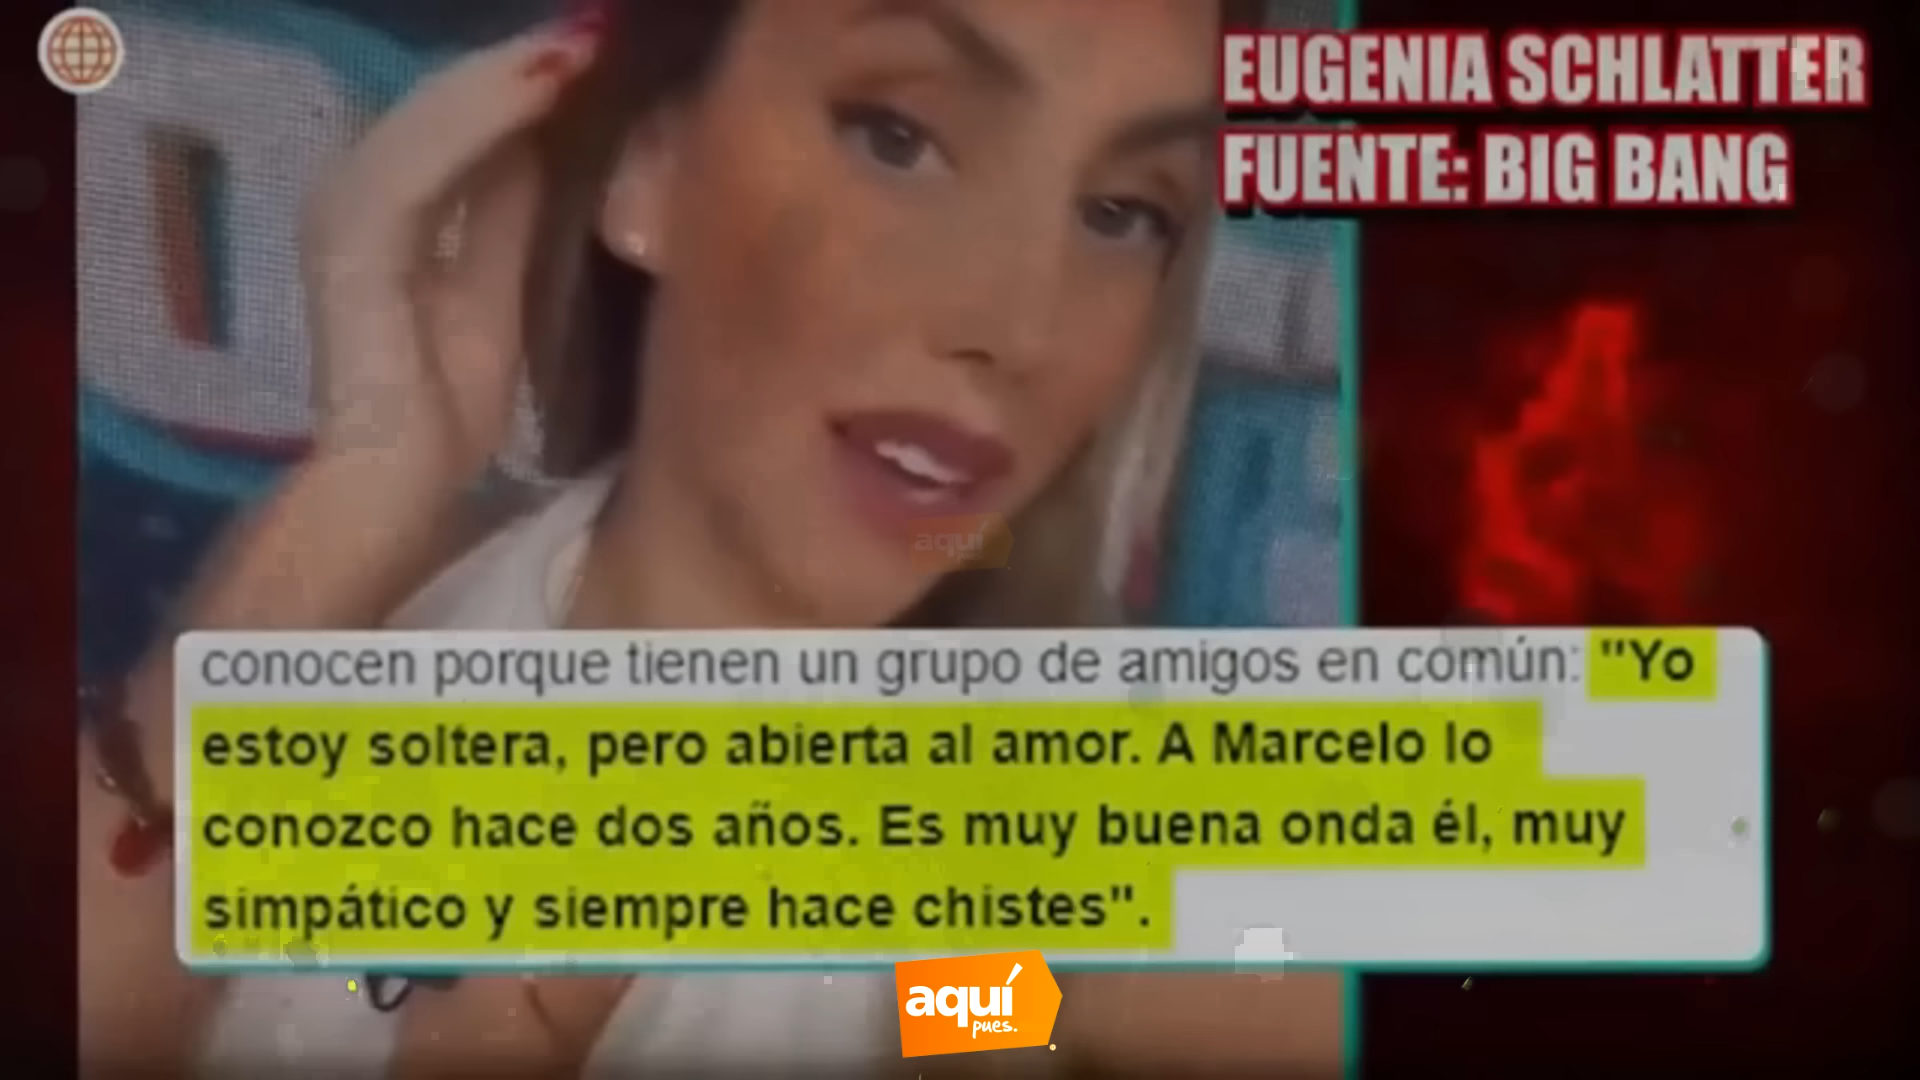 EUGENIA SCHLATTER
FUENTE: BIG BANG
aquí
conocen porque tienen un grupo de amigos en común: "Yo
estoy soltera, pero abierta al amor. A Marcelo lo
conozco hace dos años. Es muy buena onda él, muy
simpático y siempre hace chistes".
aquí
pues.